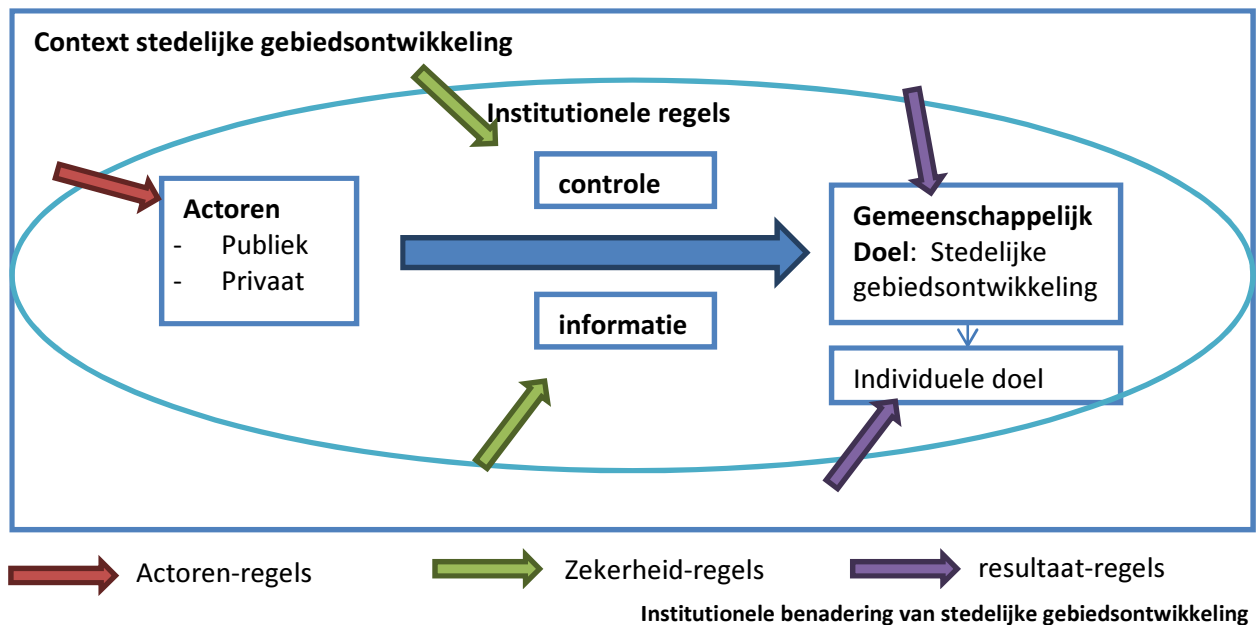 Context stedelijke gebiedsontwikkeling
Institutionele regels
controle
Actoren
- Publiek
- Privaat
Gemeenschappelijk
Doel: Stedelijke
gebiedsontwikkeling
informatie
Individuele doel
Actoren-regels
Zekerheid-regels
resultaat-regels
Institutionele benadering van stedelijke gebiedsontwikkeling